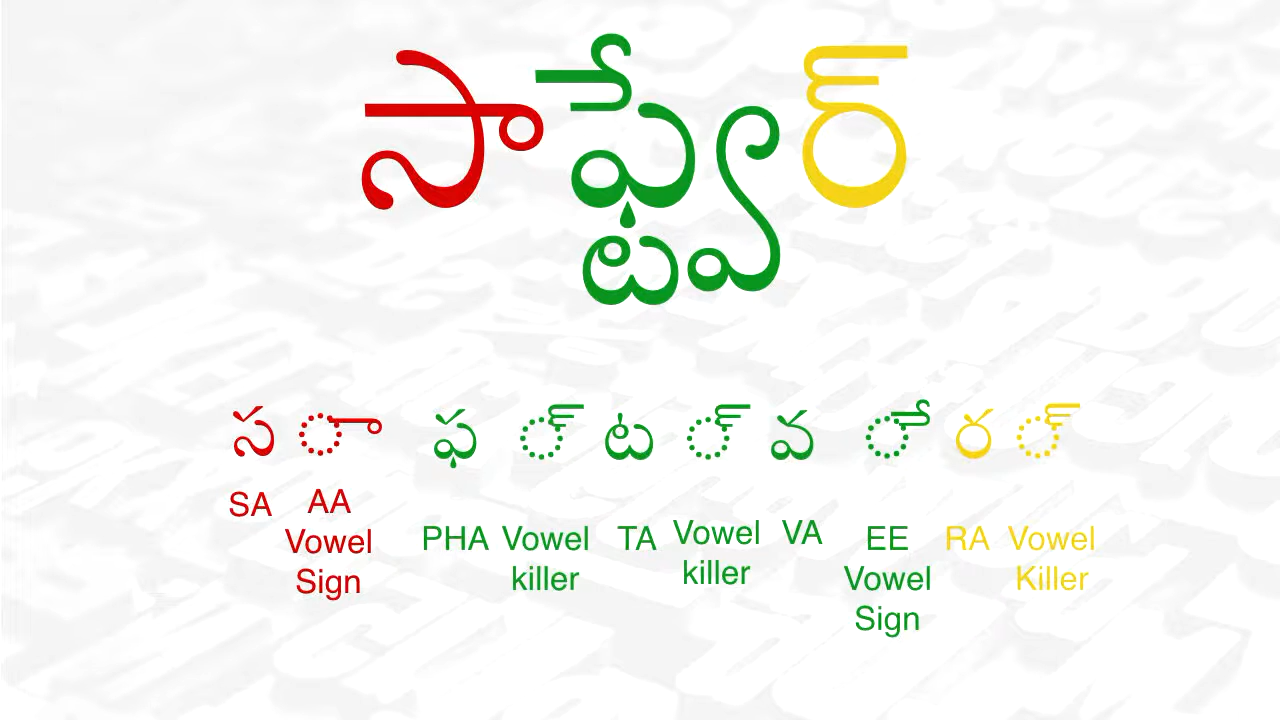 సాఫ్ట్వేర్
స ా ఫ ్ ట ్ వ ే ర ్
SA AA PHA Vowel TA Vowel VA EE RA Vowel
Vowel killer killer Vowel Killer
Sign Sign